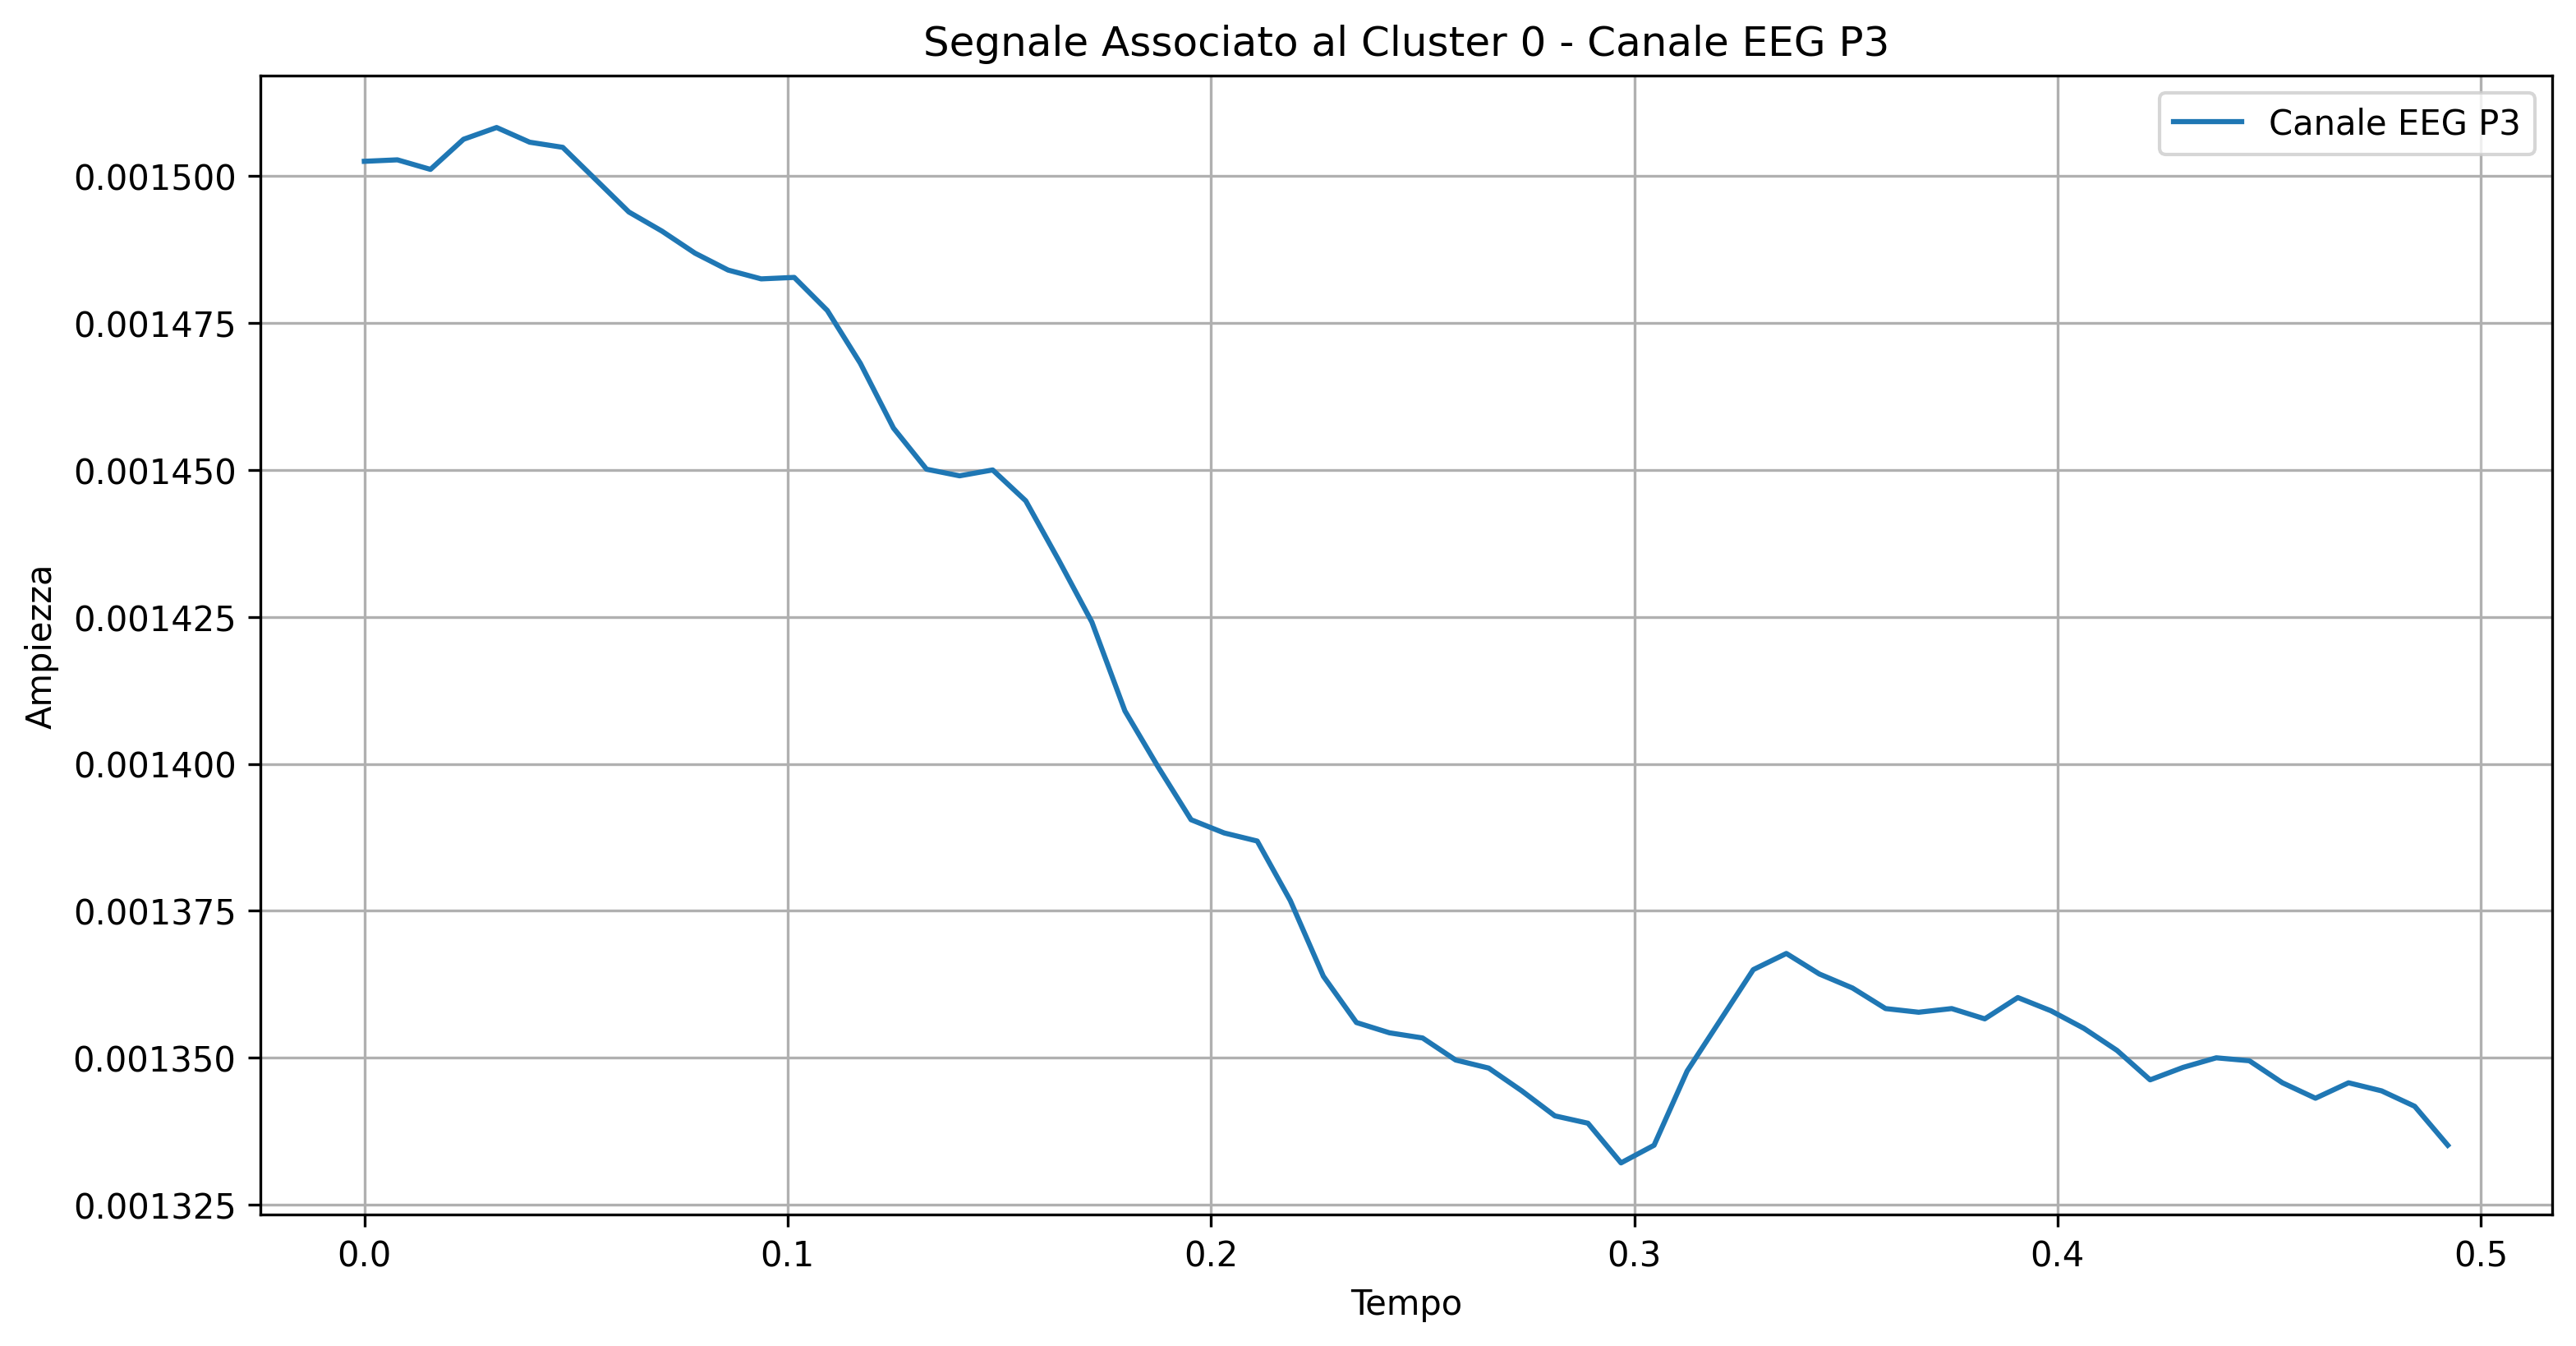 Segnale Associato al Cluster 0 - Canale EEG P3
Canale EEG P3
0.001500
0.001475
0.001450
0.001425
0.001400
0.001375
0.001350
0.001325
Ampiezza
0.0 0.1 0.2 0.3 0.4 0.5
Tempo